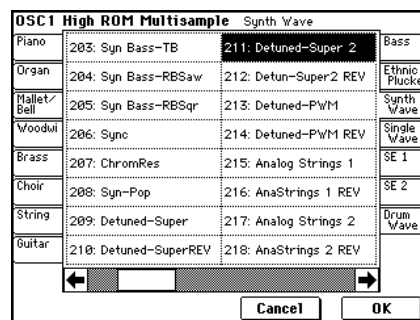 OSC1 High ROM Multisample Synth Wave
Piano
Organ
Mallet/
Bell
Woodwi
Brass
Choir
String
Guitar
203: Syn Bass-TB
204: Syn Bass-RBSaw
205: Syn Bass-RBSqr
206: Sync
207: ChromRes
208: Syn-Pop
209: Detuned-Super
210: Detuned-SuperREV
211: Detuned-Super 2
212: Detun-Super2 REV
213: Detuned-PWM
214: Detuned-PWM REV
215: Analog Strings 1
216: AnaStrings 1 REV
217: Analog Strings 2
218: AnaStrings 2 REV
Bass
Ethnic
Plucke
Synth
Wave
Single
Wave
SE 1
SE 2
Drum
Wave
Cancel
OK